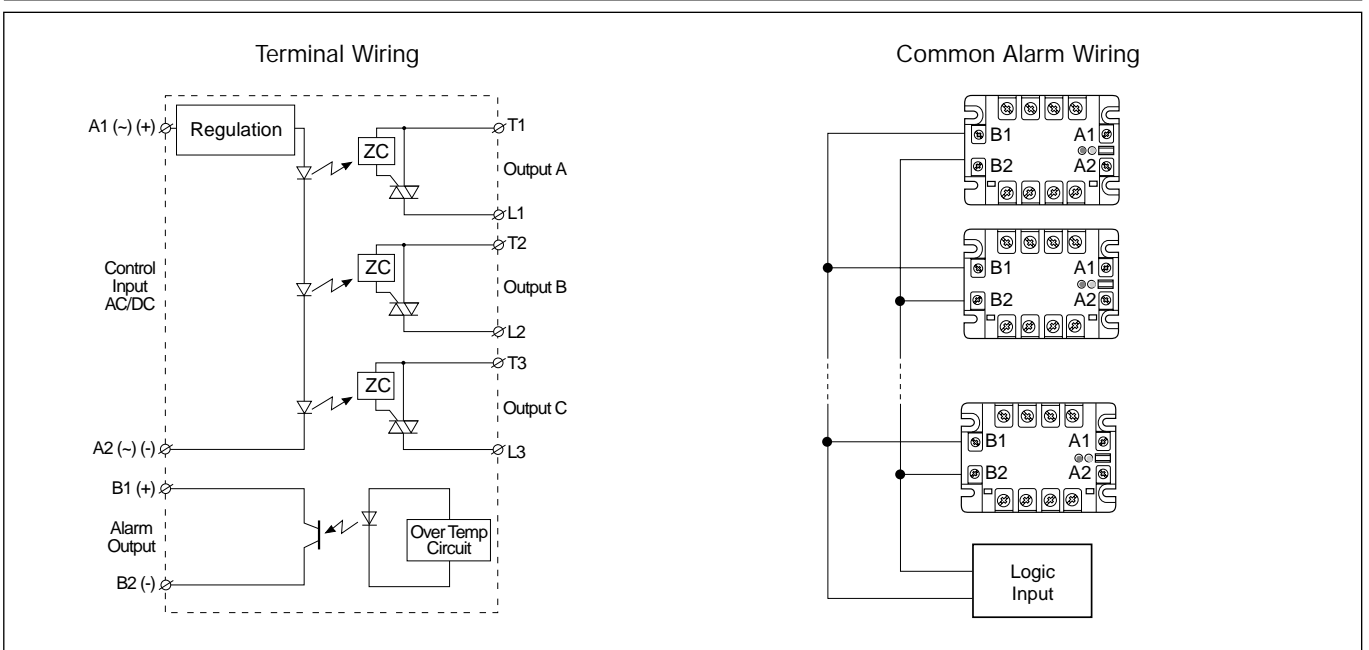 Terminal Wiring
A1 (~) (+)
Regulation
ZC
T1
Output A
L1
T2
ZC
Output B
L2
Control
Input
AC/DC
T3
ZC
Output C
L3
A2 (~) (-)
B1 (+)
Alarm
Output
Over Temp
Circuit
B2 (-)
Common Alarm Wiring
B1
A1
B2
A2
B1
A1
B2
A2
B1
A1
B2
A2
Logic
Input